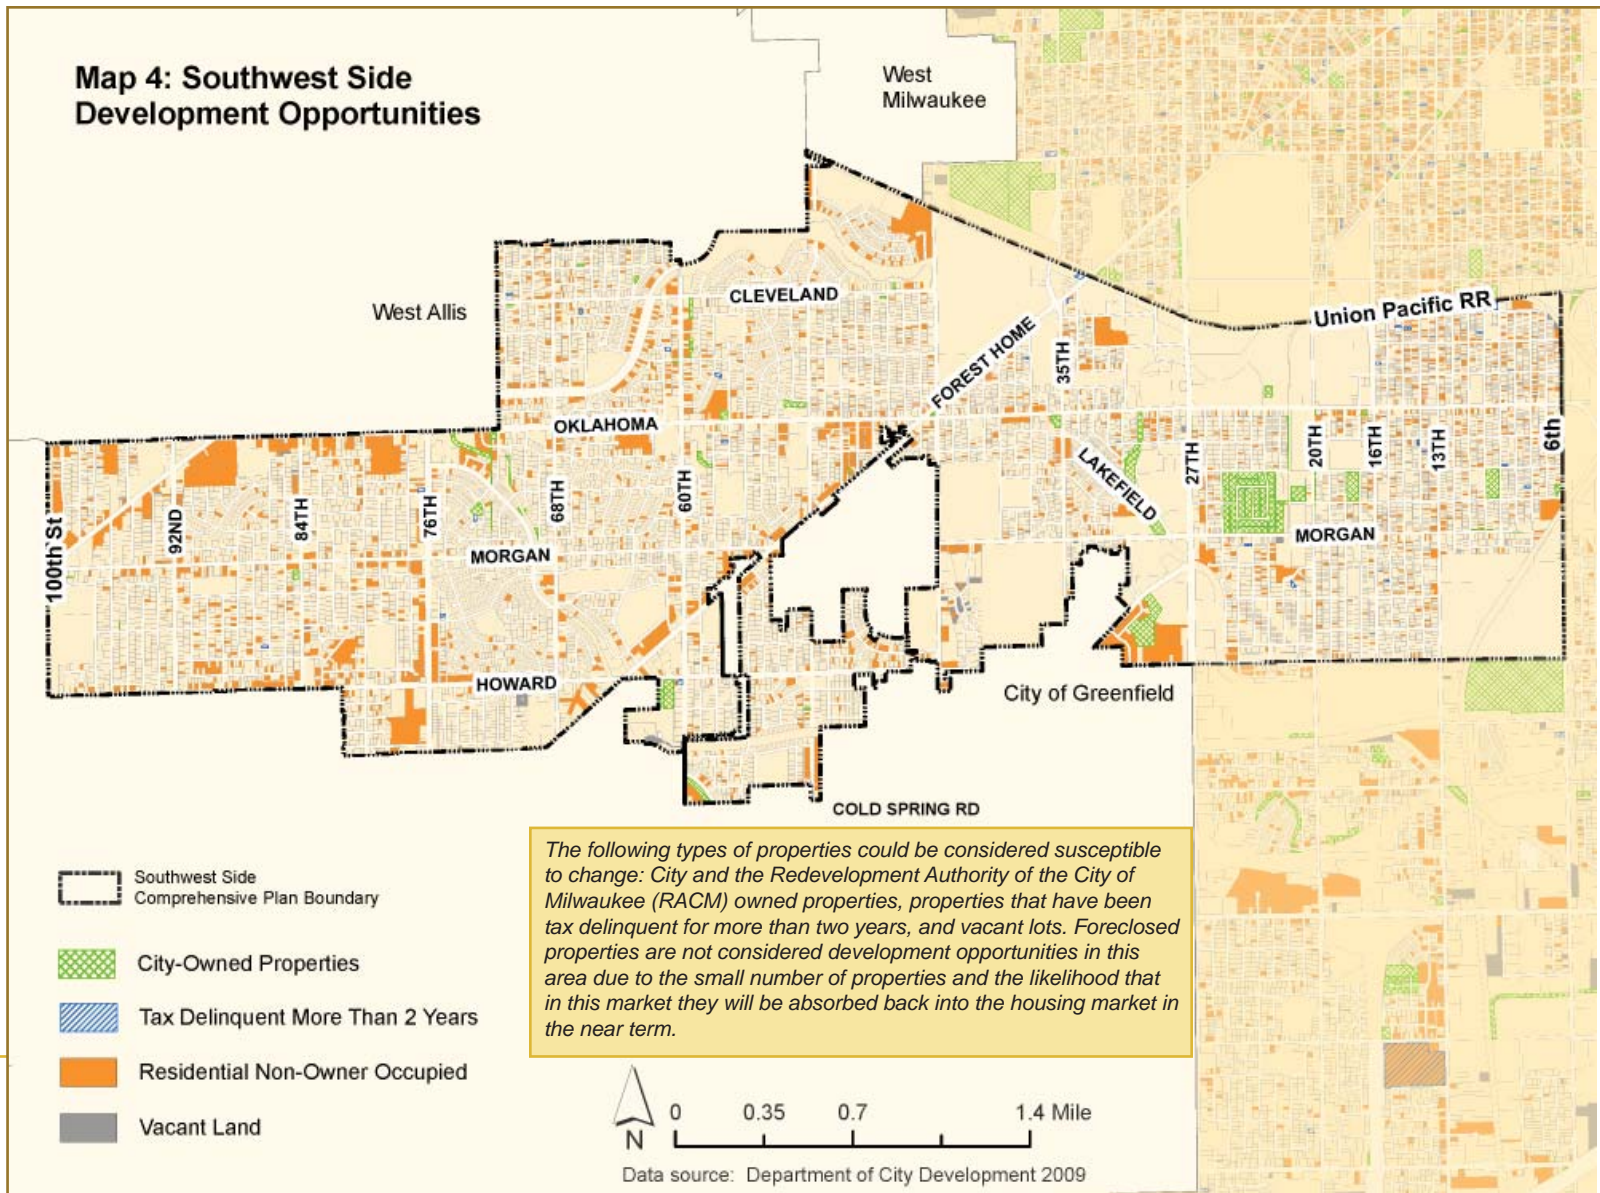 Map 4: Southwest Side
Development Opportunities
West
Milwaukee
West Allis
CLEVELAND
Union Pacific RR
FOREST HOME
35TH
OKLAHOMA
LAKEFIELD
27TH
20TH
16TH
13TH
6th
100th St
92ND
84TH
76TH
68TH
60TH
MORGAN
MORGAN
HOWARD
City of Greenfield
COLD SPRING RD
The following types of properties could be considered susceptible
to change: City and the Redevelopment Authority of the City of
Milwaukee (RACM) owned properties, properties that have been
tax delinquent for more than two years, and vacant lots. Foreclosed
properties are not considered development opportunities in this
area due to the small number of properties and the likelihood that
in this market they will be absorbed back into the housing market in
the near term.
Southwest Side
Comprehensive Plan Boundary
City-Owned Properties
Tax Delinquent More Than 2 Years
Residential Non-Owner Occupied
Vacant Land
N
0 0.35 0.7 1.4 Mile
Data source: Department of City Development 2009